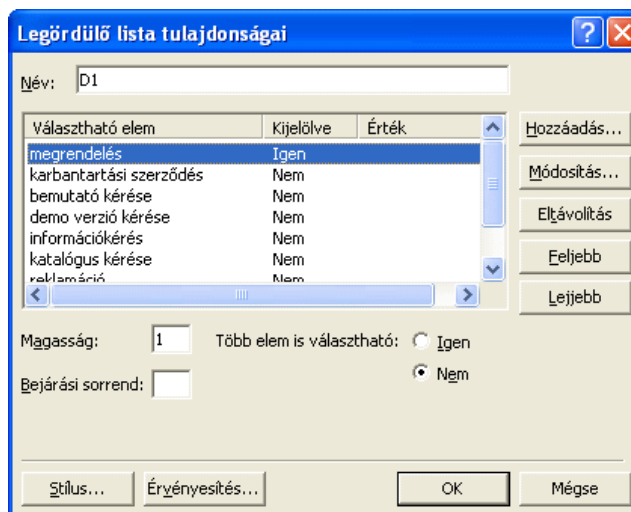 Legördülő lista tulajdonságai
Név: D1
Választható elem Kijelölve Érték
megrendelés Igen
karbantartási szerződés Nem
bemutató kérése Nem
demo verzió kérése Nem
információkérés Nem
katalógus kérése Nem
reklamáció Nem
Hozzáadás...
Módosítás...
Eltávolítás
Feljebb
Lejjebb
Magasság: 1 Több elem is választható: Igen
Nem
Bejárási sorrend:
Stílus... Érvényesítés... OK Mégse